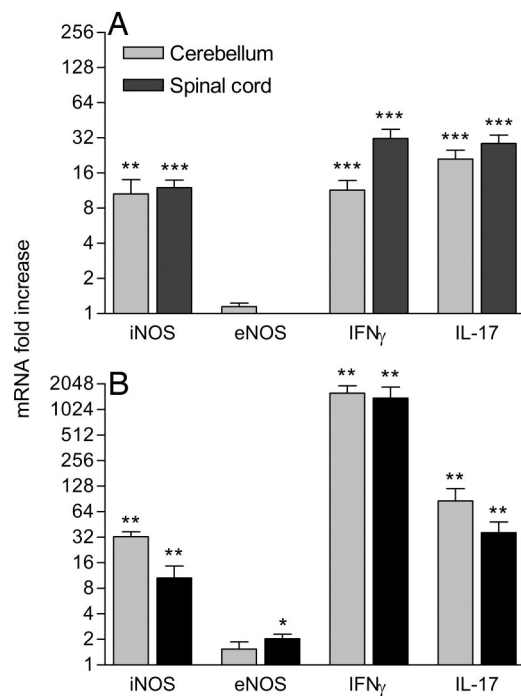 A
256
128
64
32
16
8
4
2
1
Cerebellum
Spinal cord
** *** *** *** *** ***
iNOS eNOS IFNγ IL-17
mRNA fold increase
B
2048
1024
512
256
128
64
32
16
8
4
2
1
** ** * ** ** ** **
iNOS eNOS IFNγ IL-17